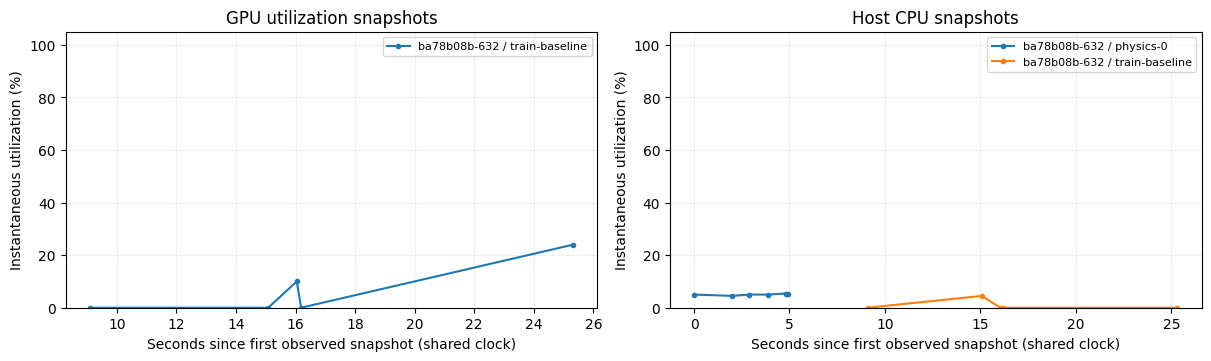 GPU utilization snapshots
Instantaneous utilization (%)
100
80
60
40
20
0
ba78b08b-632 / train-baseline
10 12 14 16 18 20 22 24 26
Seconds since first observed snapshot (shared clock)
Host CPU snapshots
Instantaneous utilization (%)
100
80
60
40
20
0
ba78b08b-632 / physics-0
ba78b08b-632 / train-baseline
0 5 10 15 20 25
Seconds since first observed snapshot (shared clock)